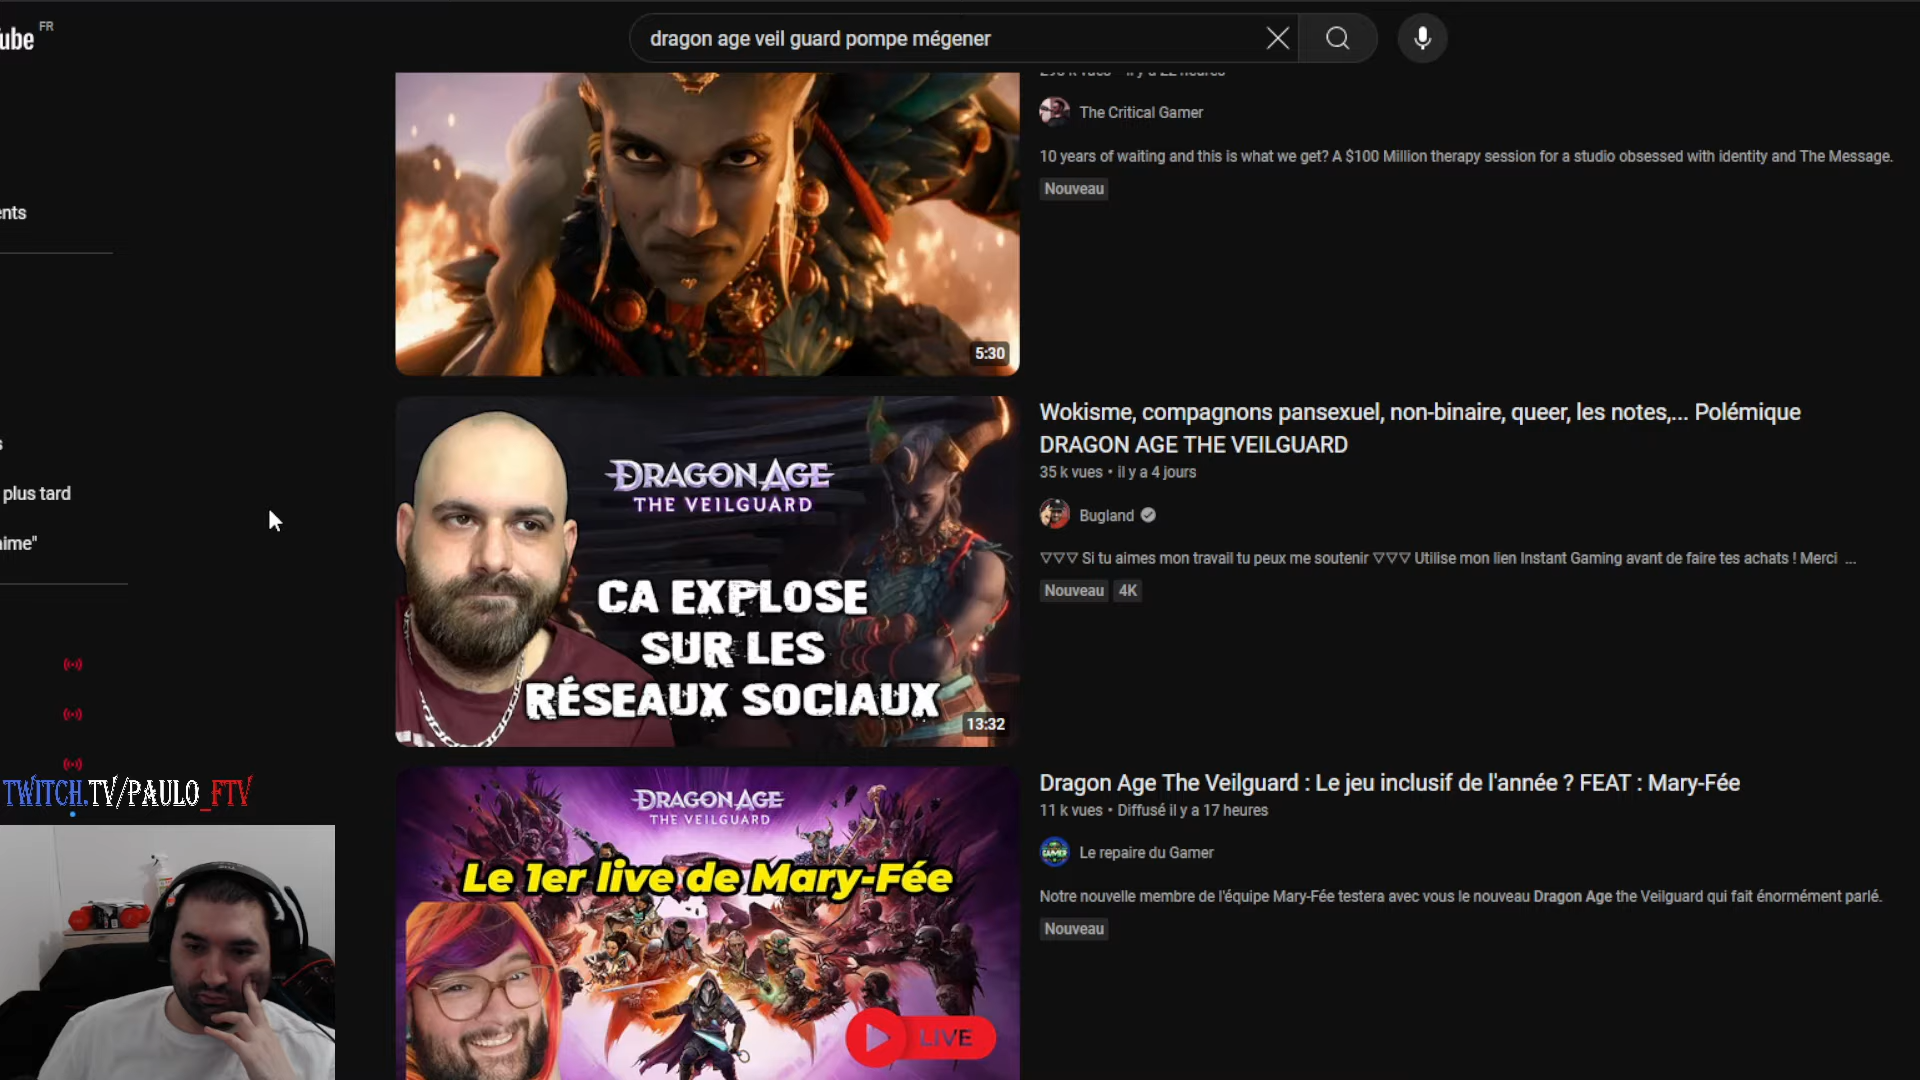 ube FR
dragon age veil guard pompe mégener
The Critical Gamer
10 years of waiting and this is what we get? A $100 Million therapy session for a studio obsessed with identity and The Message.
Nouveau
5:30
ents
s
plus tard
aime"
DRAGON AGE
THE VEILGUARD
CA EXPLOSE
SUR LES
RÉSEAUX SOCIAUX
13:32
Wokisme, compagnons pansexuel, non-binaire, queer, les notes,... Polémique
DRAGON AGE THE VEILGUARD
35 k vues • il y a 4 jours
Bugland
▽▽▽ Si tu aimes mon travail tu peux me soutenir ▽▽▽ Utilise mon lien Instant Gaming avant de faire tes achats ! Merci ...
Nouveau 4K
TWITCH.TV/PAULO_FTV
DRAGON AGE
THE VEILGUARD
Le 1er live de Mary-Fée
LIVE
Dragon Age The Veilguard : Le jeu inclusif de l'année ? FEAT : Mary-Fée
11 k vues • Diffusé il y a 17 heures
Le repaire du Gamer
Notre nouvelle membre de l'équipe Mary-Fée testera avec vous le nouveau Dragon Age the Veilguard qui fait énormément parlé.
Nouveau